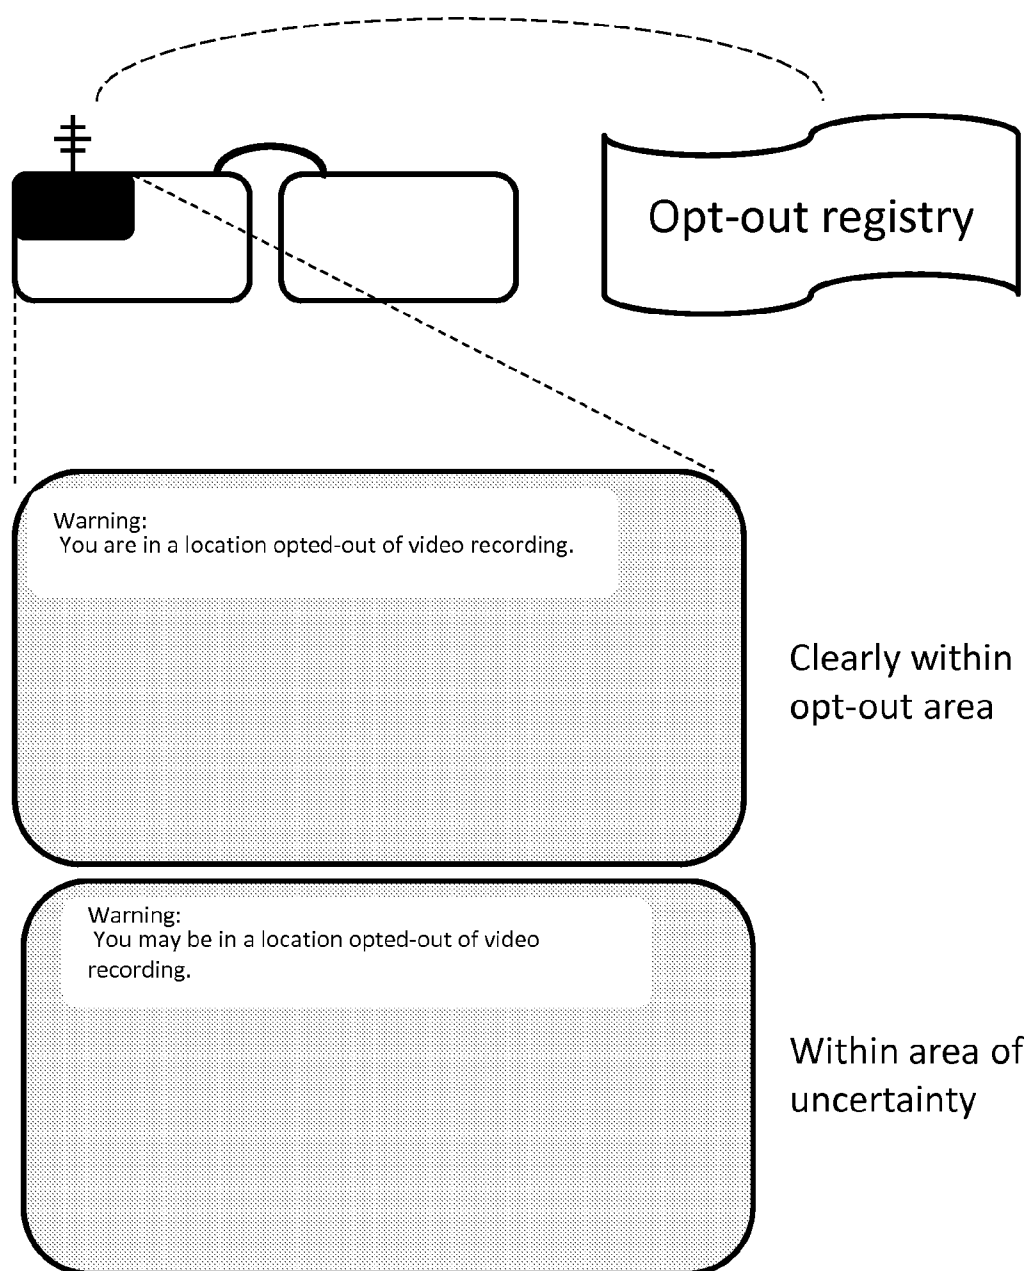 Opt-out registry
Warning:
You are in a location opted-out of video recording.
Clearly within
opt-out area
Warning:
You may be in a location opted-out of video
recording.
Within area of
uncertainty